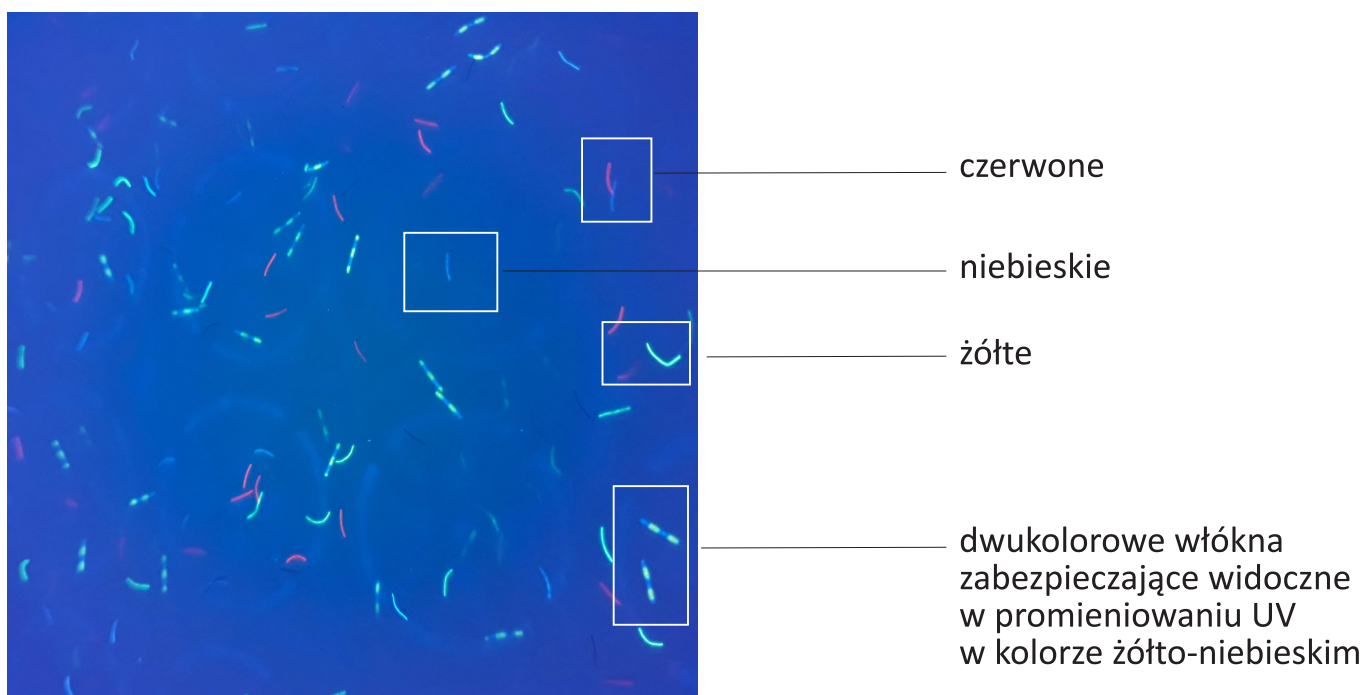 czerwone
niebieskie
żółte
dwukolorowe włókna
zabezpieczające widoczne
w promieniowaniu UV
w kolorze żółto-niebieskim